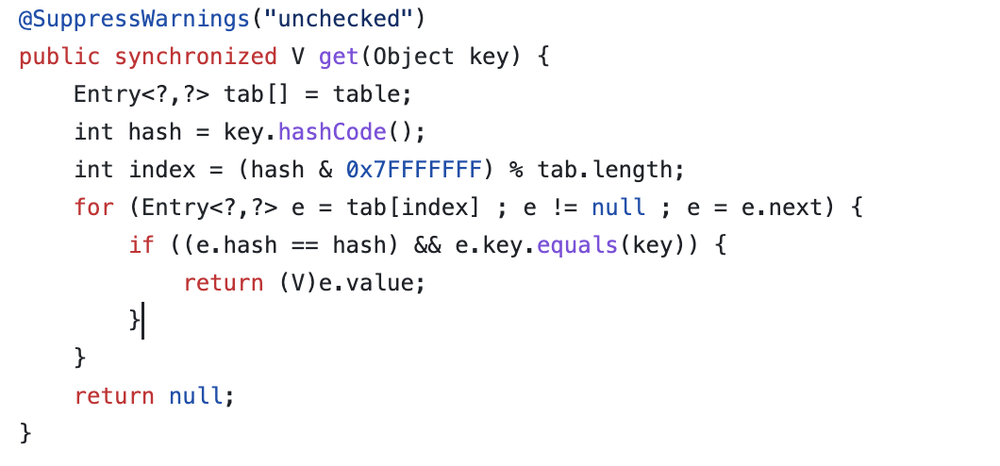 @SuppressWarnings("unchecked")
public synchronized V get(Object key) {
    Entry<?,?> tab[] = table;
    int hash = key.hashCode();
    int index = (hash & 0x7FFFFFFF) % tab.length;
    for (Entry<?,?> e = tab[index] ; e != null ; e = e.next) {
        if ((e.hash == hash) && e.key.equals(key)) {
            return (V)e.value;
        }
    }
    return null;
}